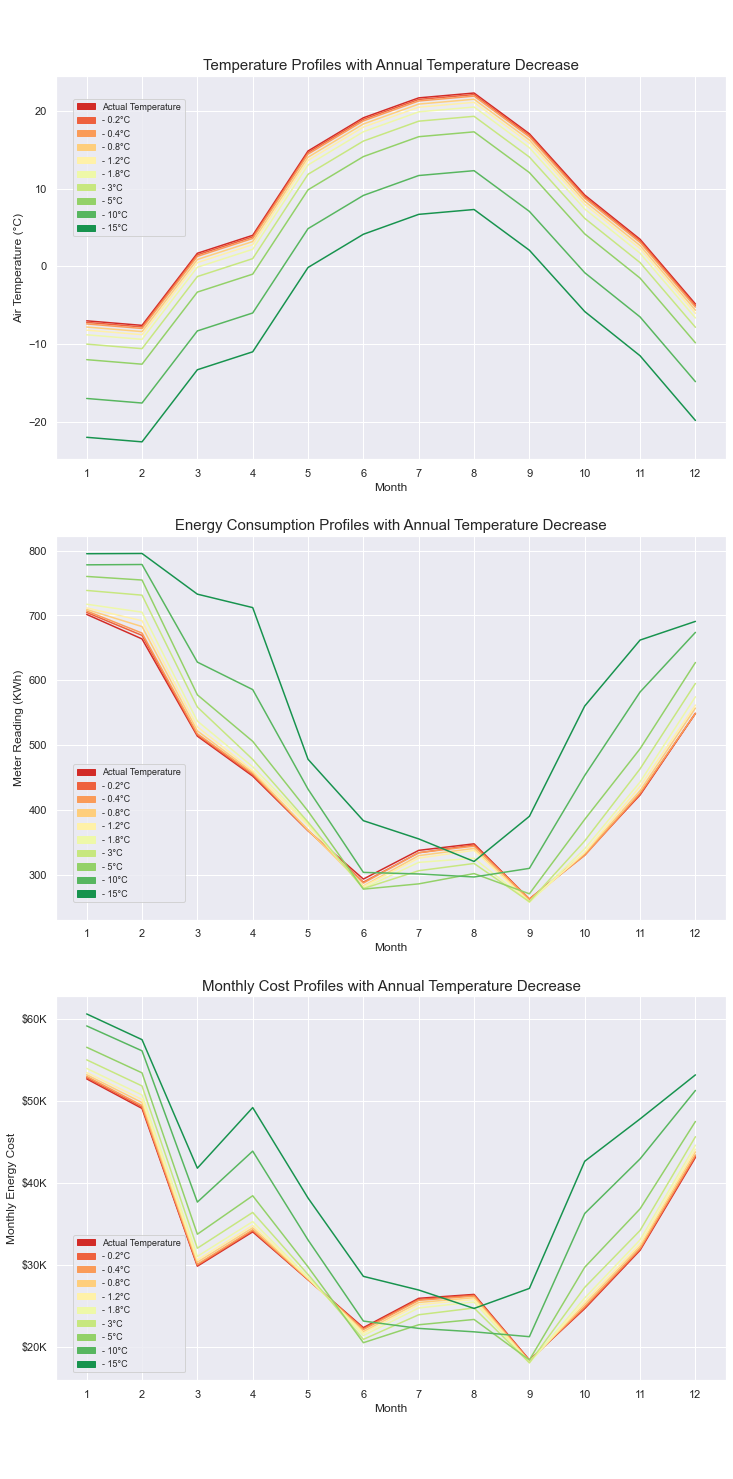 Temperature Profiles with Annual Temperature Decrease
Air Temperature (°C)
20
10
0
−10
−20
Actual Temperature
- 0.2°C
- 0.4°C
- 0.8°C
- 1.2°C
- 1.8°C
- 3°C
- 5°C
- 10°C
- 15°C
1 2 3 4 5 6 7 8 9 10 11 12
Month
Energy Consumption Profiles with Annual Temperature Decrease
Meter Reading (KWh)
800
700
600
500
400
300
Actual Temperature
- 0.2°C
- 0.4°C
- 0.8°C
- 1.2°C
- 1.8°C
- 3°C
- 5°C
- 10°C
- 15°C
1 2 3 4 5 6 7 8 9 10 11 12
Month
Monthly Cost Profiles with Annual Temperature Decrease
Monthly Energy Cost
$60K
$50K
$40K
$30K
$20K
Actual Temperature
- 0.2°C
- 0.4°C
- 0.8°C
- 1.2°C
- 1.8°C
- 3°C
- 5°C
- 10°C
- 15°C
1 2 3 4 5 6 7 8 9 10 11 12
Month